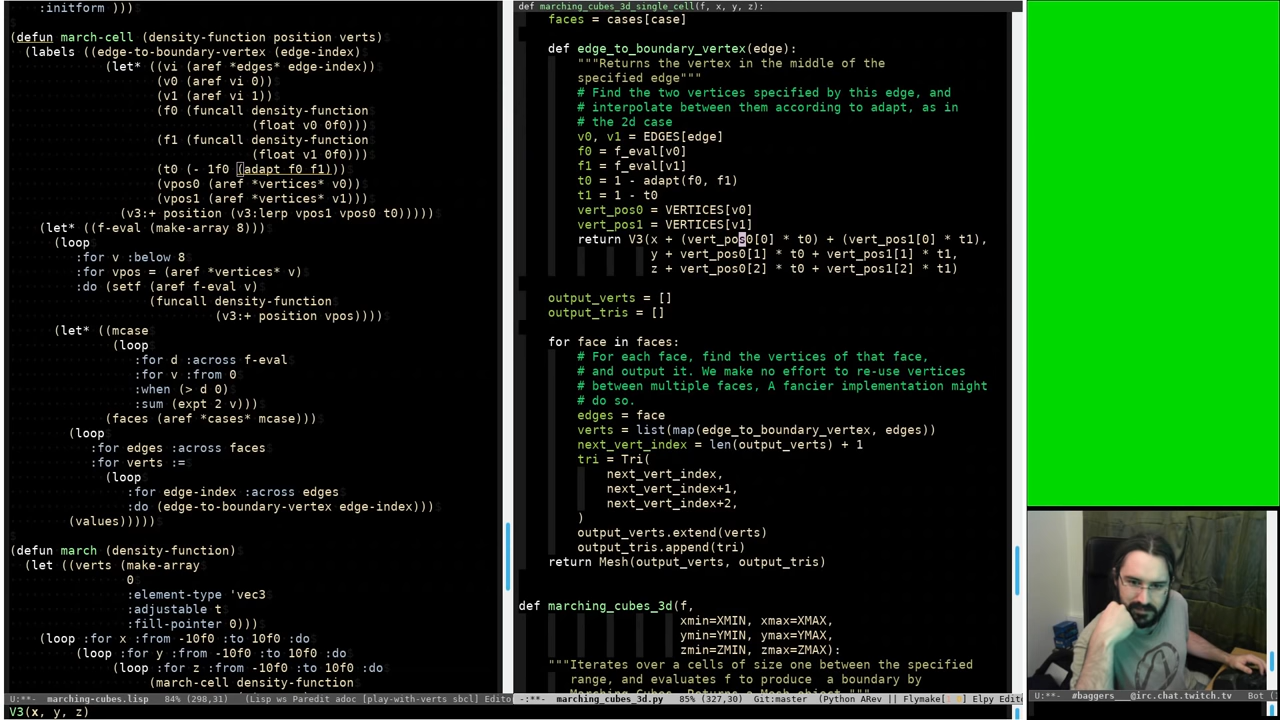 :initform )))
(defun march-cell (density-function position verts)
(labels ((edge-to-boundary-vertex (edge-index)
(let* ((vi (aref *edges* edge-index))
(v0 (aref vi 0))
(v1 (aref vi 1))
(f0 (funcall density-function
(float v0 0f0)))
(f1 (funcall density-function
(float v1 0f0)))
(t0 (- 1f0 (adapt f0 f1)))
(vpos0 (aref *vertices* v0))
(vpos1 (aref *vertices* v1)))
(v3:+ position (v3:lerp vpos1 vpos0 t0)))))
(let* ((f-eval (make-array 8)))
(loop
:for v :below 8
:for vpos = (aref *vertices* v)
:do (setf (aref f-eval v)
(funcall density-function
(v3:+ position vpos))))
(let* ((mcase
(loop
:for d :across f-eval
:for v :from 0
:when (> d 0)
:sum (expt 2 v)))
(faces (aref *cases* mcase)))
(loop
:for edges :across faces
:for verts :=
(loop
:for edge-index :across edges
:do (edge-to-boundary-vertex edge-index)))
(values)))))
(defun march (density-function)
(let ((verts (make-array
0
:element-type 'vec3
:adjustable t
:fill-pointer 0)))
(loop :for x :from -10f0 :to 10f0 :do
(loop :for y :from -10f0 :to 10f0 :do
(loop :for z :from -10f0 :to 10f0 :do
(march-cell density-function
U:**- marching-cubes.lisp 84% (298,31) (Lisp ws Paredit adoc [play-with-verts sbcl] Edito
V3(x, y, z)
def marching_cubes_3d_single_cell(f, x, y, z):
faces = cases[case]
def edge_to_boundary_vertex(edge):
"""Returns the vertex in the middle of the
specified edge"""
# Find the two vertices specified by this edge, and
# interpolate between them according to adapt, as in
# the 2d case
v0, v1 = EDGES[edge]
f0 = f_eval[v0]
f1 = f_eval[v1]
t0 = 1 - adapt(f0, f1)
t1 = 1 - t0
vert_pos0 = VERTICES[v0]
vert_pos1 = VERTICES[v1]
return V3(x + (vert_pos0[0] * t0) + (vert_pos1[0] * t1),
y + vert_pos0[1] * t0 + vert_pos1[1] * t1,
z + vert_pos0[2] * t0 + vert_pos1[2] * t1)
output_verts = []
output_tris = []
for face in faces:
# For each face, find the vertices of that face,
# and output it. We make no effort to re-use vertices
# between multiple faces, A fancier implementation might
# do so.
edges = face
verts = list(map(edge_to_boundary_vertex, edges))
next_vert_index = len(output_verts) + 1
tri = Tri(
next_vert_index,
next_vert_index+1,
next_vert_index+2,
)
output_verts.extend(verts)
output_tris.append(tri)
return Mesh(output_verts, output_tris)
def marching_cubes_3d(f,
xmin=XMIN, xmax=XMAX,
ymin=YMIN, ymax=YMAX,
zmin=ZMIN, zmax=ZMAX):
"""Iterates over a cells of size one between the specified
range, and evaluates f to produce a boundary by
Marching Cubes. Returns a Mesh object."""
-:**- marching_cubes_3d.py 85% (327,30) Git:master (Python ARev || Flymake[ ] Elpy Edito
U:**- #baggers__@irc.chat.twitch.tv Bot (